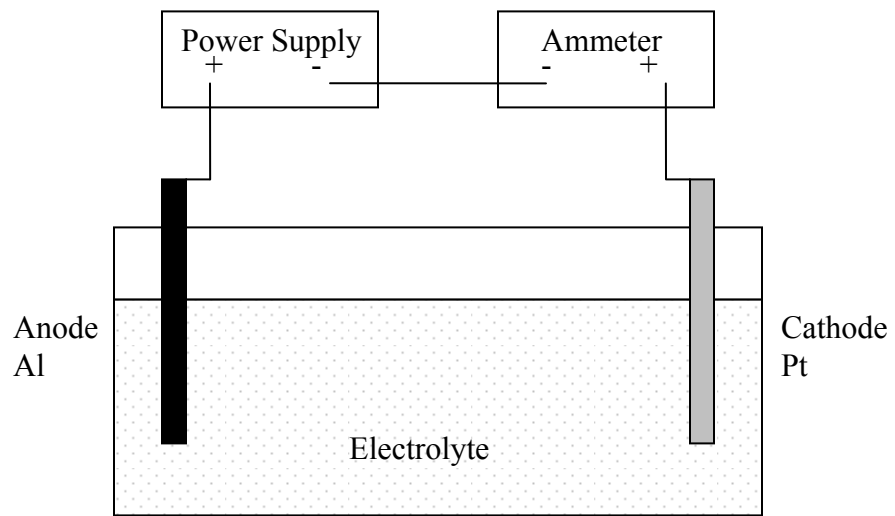 Power Supply
+ -
Ammeter
- +
Anode
Al
Cathode
Pt
Electrolyte